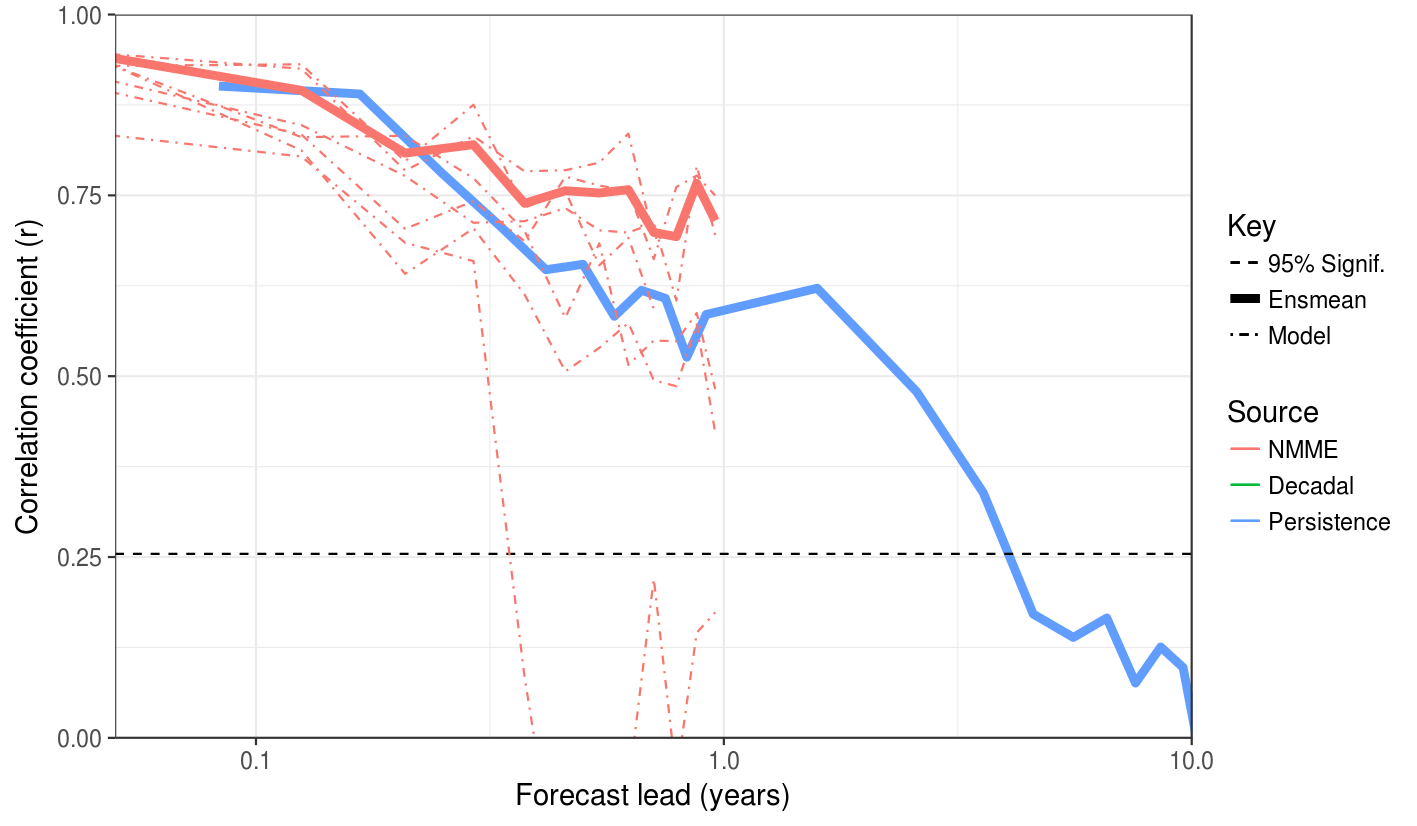 Correlation coefficient (r)
1.00
0.75
0.50
0.25
0.00
0.1
1.0
10.0
Forecast lead (years)
Key
95% Signif.
Ensmean
Model
Source
NMME
Decadal
Persistence